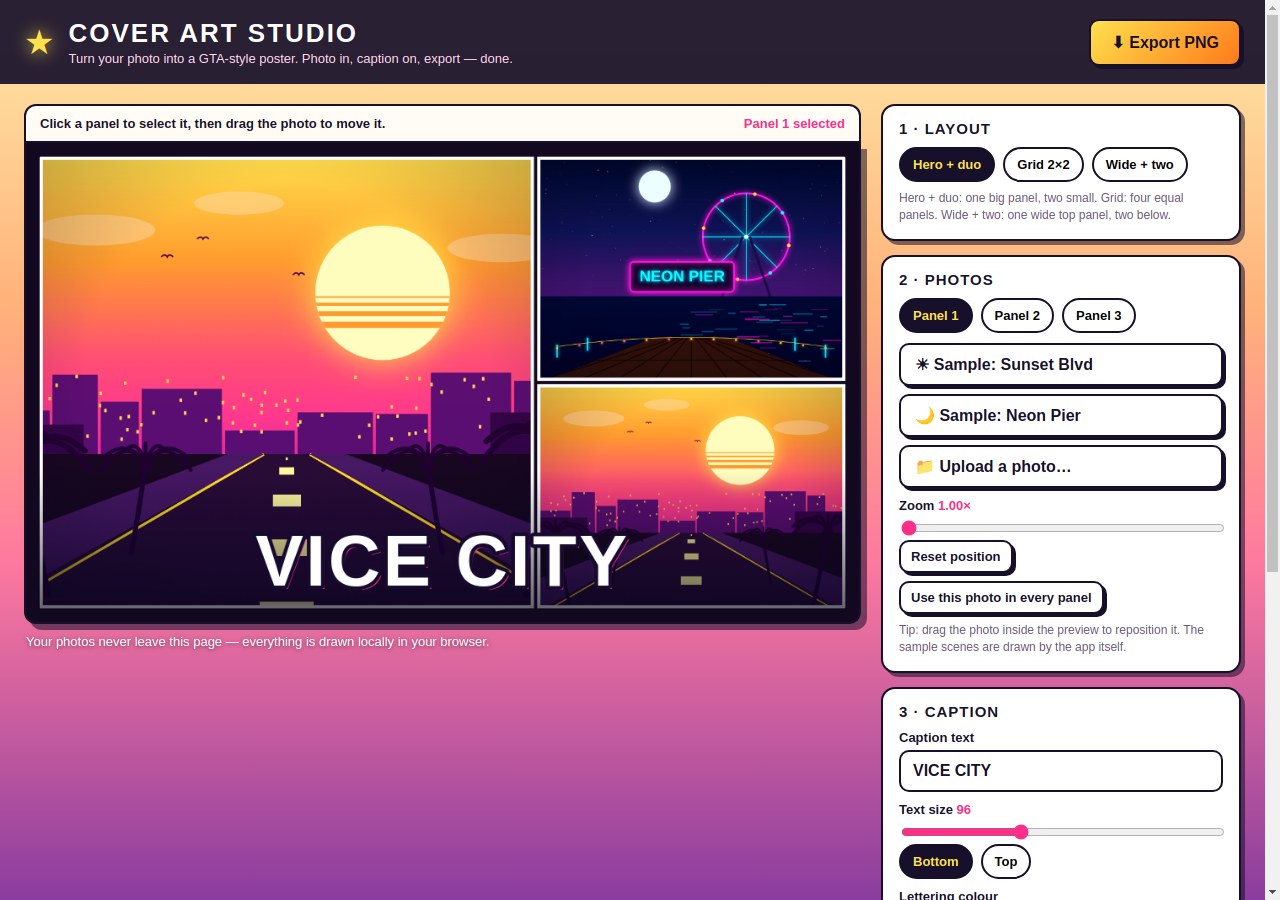 COVER ART STUDIO
Turn your photo into a GTA-style poster. Photo in, caption on, export — done.
⬇ Export PNG
Click a panel to select it, then drag the photo to move it.
Panel 1 selected
NEON PIER
VICE CITY
Your photos never leave this page — everything is drawn locally in your browser.
1 · LAYOUT
Hero + duo
Grid 2×2
Wide + two
Hero + duo: one big panel, two small. Grid: four equal
panels. Wide + two: one wide top panel, two below.
2 · PHOTOS
Panel 1
Panel 2
Panel 3
☀ Sample: Sunset Blvd
🌙 Sample: Neon Pier
📁 Upload a photo…
Zoom 1.00×
Reset position
Use this photo in every panel
Tip: drag the photo inside the preview to reposition it. The
sample scenes are drawn by the app itself.
3 · CAPTION
Caption text
VICE CITY
Text size 96
Bottom
Top
Lettering colour